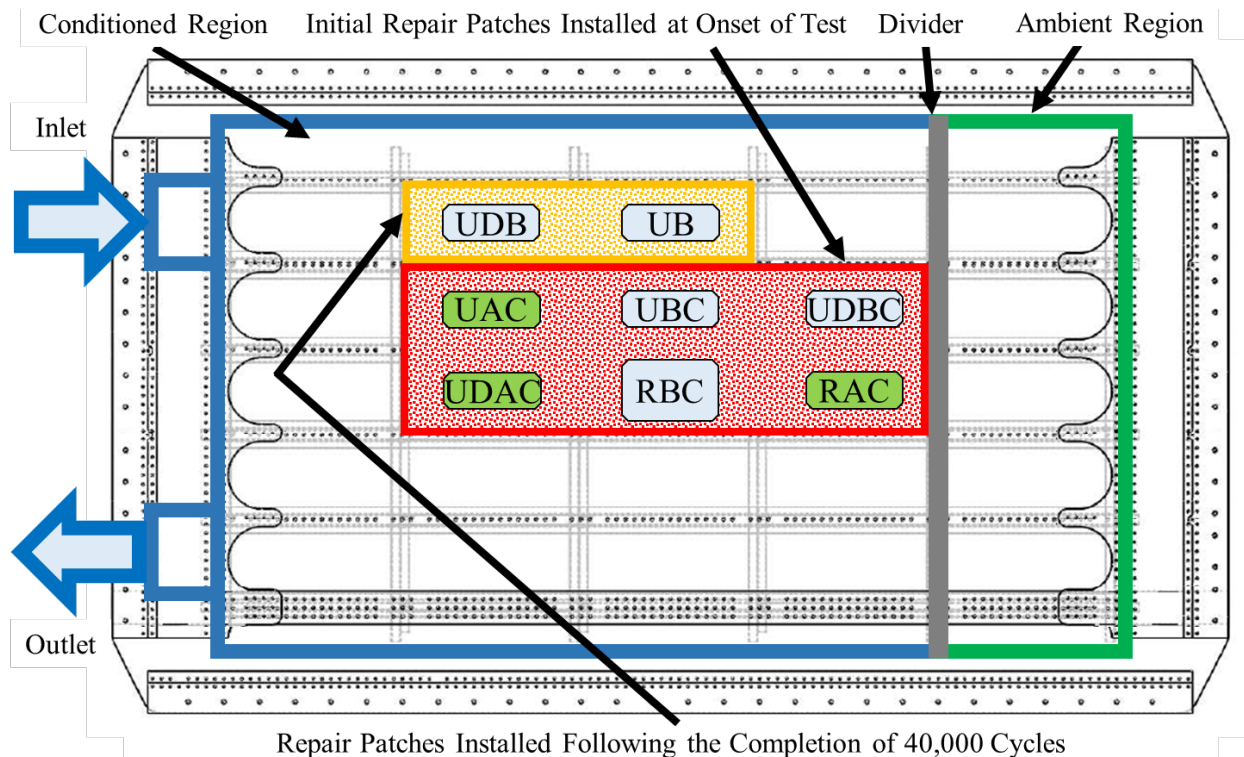 Conditioned Region
Initial Repair Patches Installed at Onset of Test
Divider
Ambient Region
Inlet
UDB
UB
UAC
UBC
UDBC
UDAC
RBC
RAC
Outlet
Repair Patches Installed Following the Completion of 40,000 Cycles